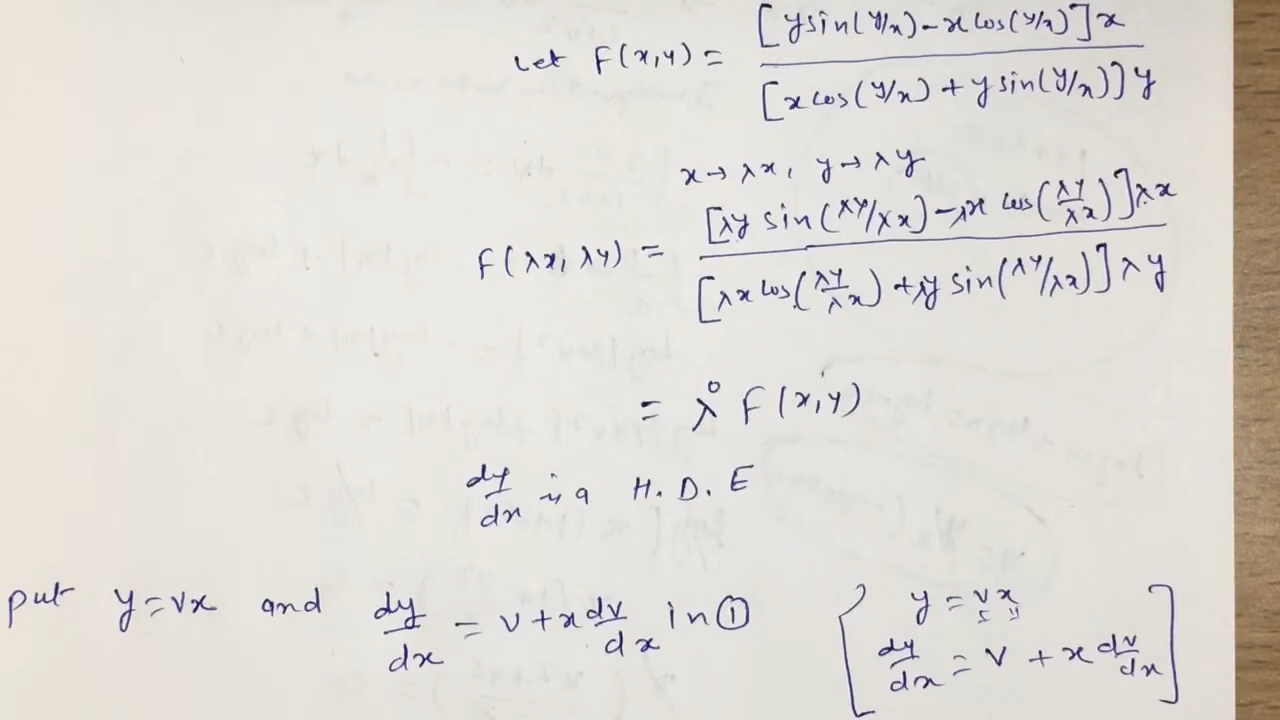 Let F(x,y) = [y sin(y/x) - x cos(y/x)] x / [x cos(y/x) + y sin(y/x)] y
x → λx, y → λy
F(λx, λy) = [λy sin(λy/λx) - λx cos(λy/λx)] λx / [λx cos(λy/λx) + λy sin(λy/λx)] λy
= λ⁰ F(x,y)
dy/dx is a H.D.E
put y = vx and dy/dx = v + x dv/dx in ① [ y = vx
dy/dx = v + x dv/dx ]